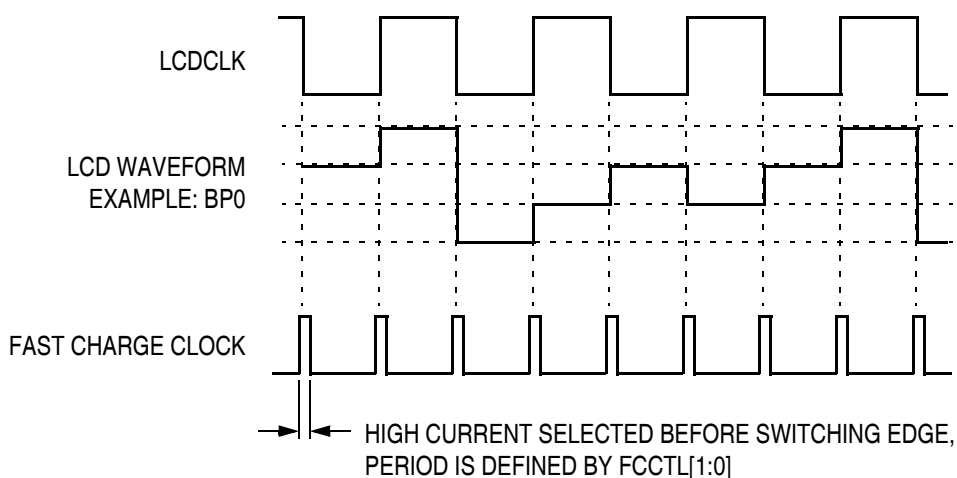 LCDCLK
LCD WAVEFORM
EXAMPLE: BP0
FAST CHARGE CLOCK
HIGH CURRENT SELECTED BEFORE SWITCHING EDGE,
PERIOD IS DEFINED BY FCCTL[1:0]